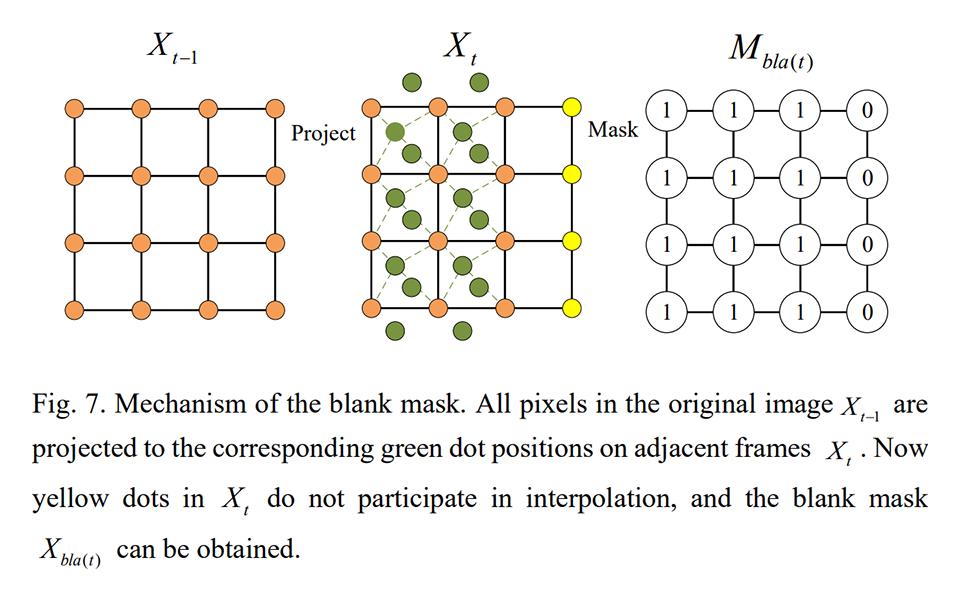 X_{t-1} X_t M_{bla(t)}
Project Mask
1 1 1 0
1 1 1 0
1 1 1 0
1 1 1 0
Fig. 7. Mechanism of the blank mask. All pixels in the original image X_{t-1} are
projected to the corresponding green dot positions on adjacent frames X_t . Now
yellow dots in X_t do not participate in interpolation, and the blank mask
X_{bla(t)} can be obtained.